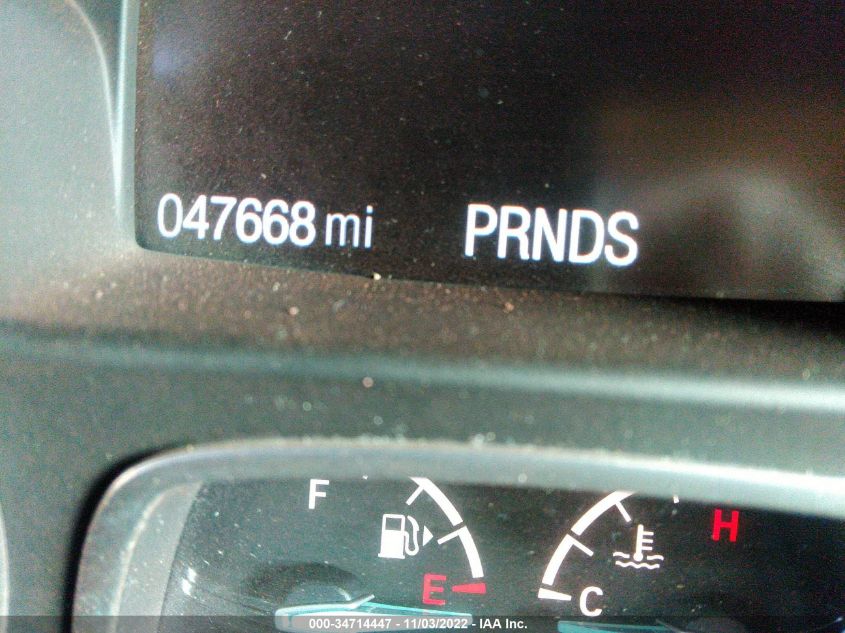 047668 mi PRNDS
F H
E C
000-34714447 - 11/03/2022 - IAA Inc.